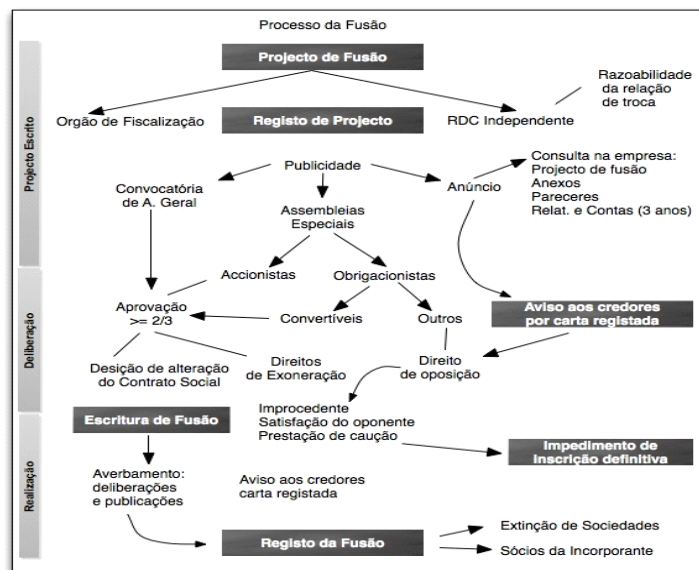 Processo da Fusão
Projecto de Fusão
Razoabilidade
da relação
de troca
Orgão de Fiscalização
Registo de Projecto
RDC Independente
Projecto Escrito
Publicidade
Consulta na empresa:
Projecto de fusão
Anexos
Pareceres
Relat. e Contas (3 anos)
Convocatória
de A. Geral
Anúncio
Assembleias
Especiais
Accionistas
Obrigacionistas
Deliberação
Aprovação
>= 2/3
Convertíveis
Outros
Aviso aos credores
por carta registada
Desição de alteração
do Contrato Social
Direitos
de Exoneração
Direito
de oposição
Escritura de Fusão
Improcedente
Satisfação do oponente
Prestação de caução
Impedimento de
inscrição definitiva
Realização
Averbamento:
deliberações
e publicações
Aviso aos credores
carta registada
Registo da Fusão
Extinção de Sociedades
Sócios da Incorporante